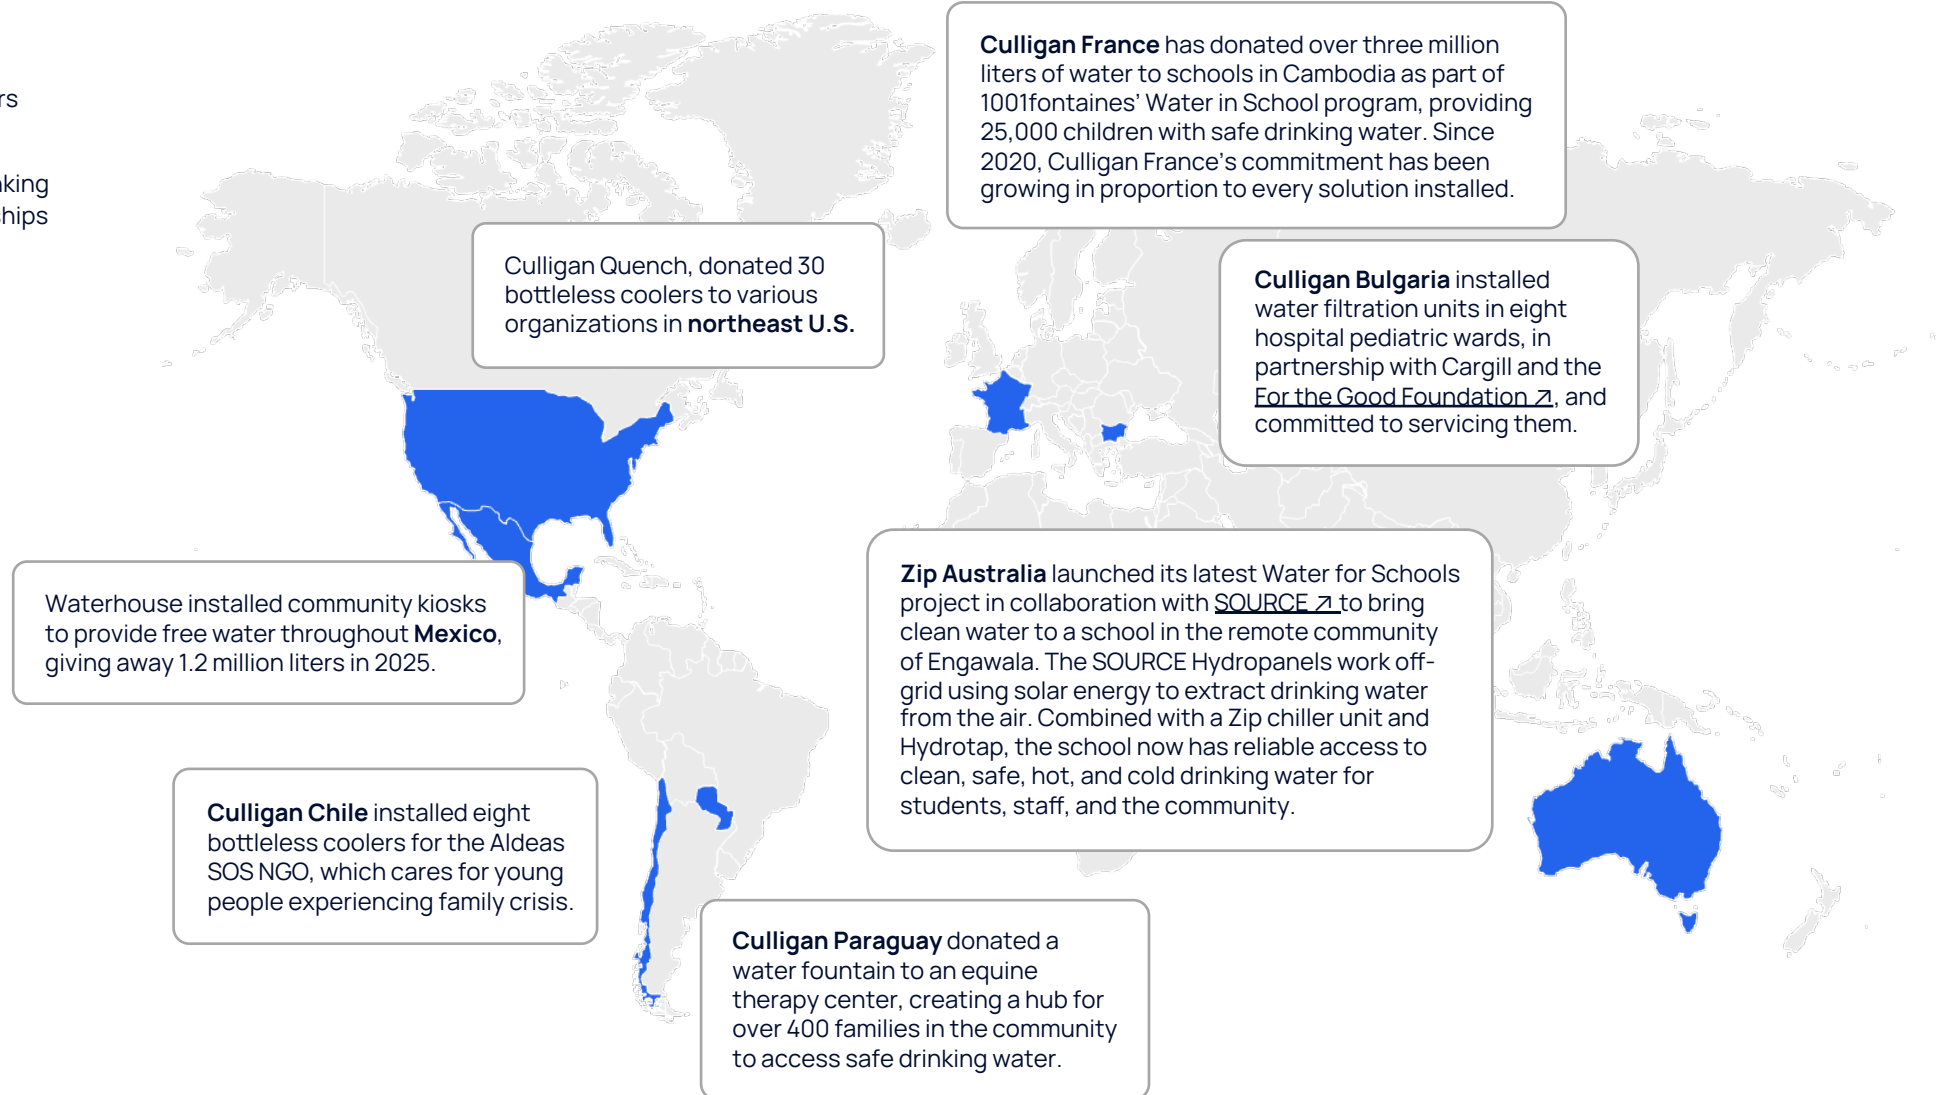 Culligan France has donated over three million
liters of water to schools in Cambodia as part of
1001fontaines’ Water in School program, providing
25,000 children with safe drinking water. Since
2020, Culligan France’s commitment has been
growing in proportion to every solution installed.
Culligan Quench, donated 30
bottleless coolers to various
organizations in northeast U.S.
Culligan Bulgaria installed
water filtration units in eight
hospital pediatric wards, in
partnership with Cargill and the
For the Good Foundation ↗, and
committed to servicing them.
Waterhouse installed community kiosks
to provide free water throughout Mexico,
giving away 1.2 million liters in 2025.
Zip Australia launched its latest Water for Schools
project in collaboration with SOURCE ↗ to bring
clean water to a school in the remote community
of Engawala. The SOURCE Hydropanels work off-
grid using solar energy to extract drinking water
from the air. Combined with a Zip chiller unit and
Hydrotap, the school now has reliable access to
clean, safe, hot, and cold drinking water for
students, staff, and the community.
Culligan Chile installed eight
bottleless coolers for the Aldeas
SOS NGO, which cares for young
people experiencing family crisis.
Culligan Paraguay donated a
water fountain to an equine
therapy center, creating a hub for
over 400 families in the community
to access safe drinking water.